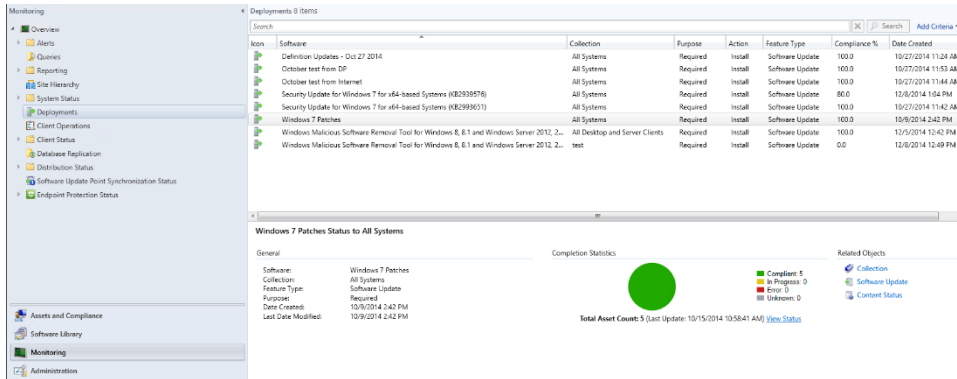 Monitoring
Overview
Alerts
Queries
Reporting
Site Hierarchy
System Status
Deployments
Client Operations
Client Status
Database Replication
Distribution Status
Software Update Point Synchronization Status
Endpoint Protection Status
Assets and Compliance
Software Library
Monitoring
Administration
Deployments 8 items
Search Search Add Criteria
Icon Software Collection Purpose Action Feature Type Compliance % Date Created
Definition Updates - Oct 27 2014 All Systems Required Install Software Update 100.0 10/27/2014 11:24 AM
October test from DP All Systems Required Install Software Update 100.0 10/27/2014 11:53 AM
October test from Internet All Systems Required Install Software Update 100.0 10/27/2014 11:44 AM
Security Update for Windows 7 for x64-based Systems (KB2939576) All Systems Required Install Software Update 80.0 12/8/2014 1:04 PM
Security Update for Windows 7 for x64-based Systems (KB2993651) All Systems Required Install Software Update 100.0 10/27/2014 11:42 AM
Windows 7 Patches All Systems Required Install Software Update 100.0 10/9/2014 2:42 PM
Windows Malicious Software Removal Tool for Windows 8, 8.1 and Windows Server 2012, 2... All Desktop and Server Clients Required Install Software Update 100.0 12/5/2014 12:42 PM
Windows Malicious Software Removal Tool for Windows 8, 8.1 and Windows Server 2012, 2... test Required Install Software Update 0.0 12/8/2014 12:49 PM
Windows 7 Patches Status to All Systems
General
Software: Windows 7 Patches
Collection: All Systems
Feature Type: Software Update
Purpose: Required
Date Created: 10/9/2014 2:42 PM
Last Date Modified: 10/9/2014 2:42 PM
Completion Statistics
Compliant: 5
In Progress: 0
Error: 0
Unknown: 0
Total Asset Count: 5 (Last Update: 10/15/2014 10:58:41 AM) View Status
Related Objects
Collection
Software Update
Content Status